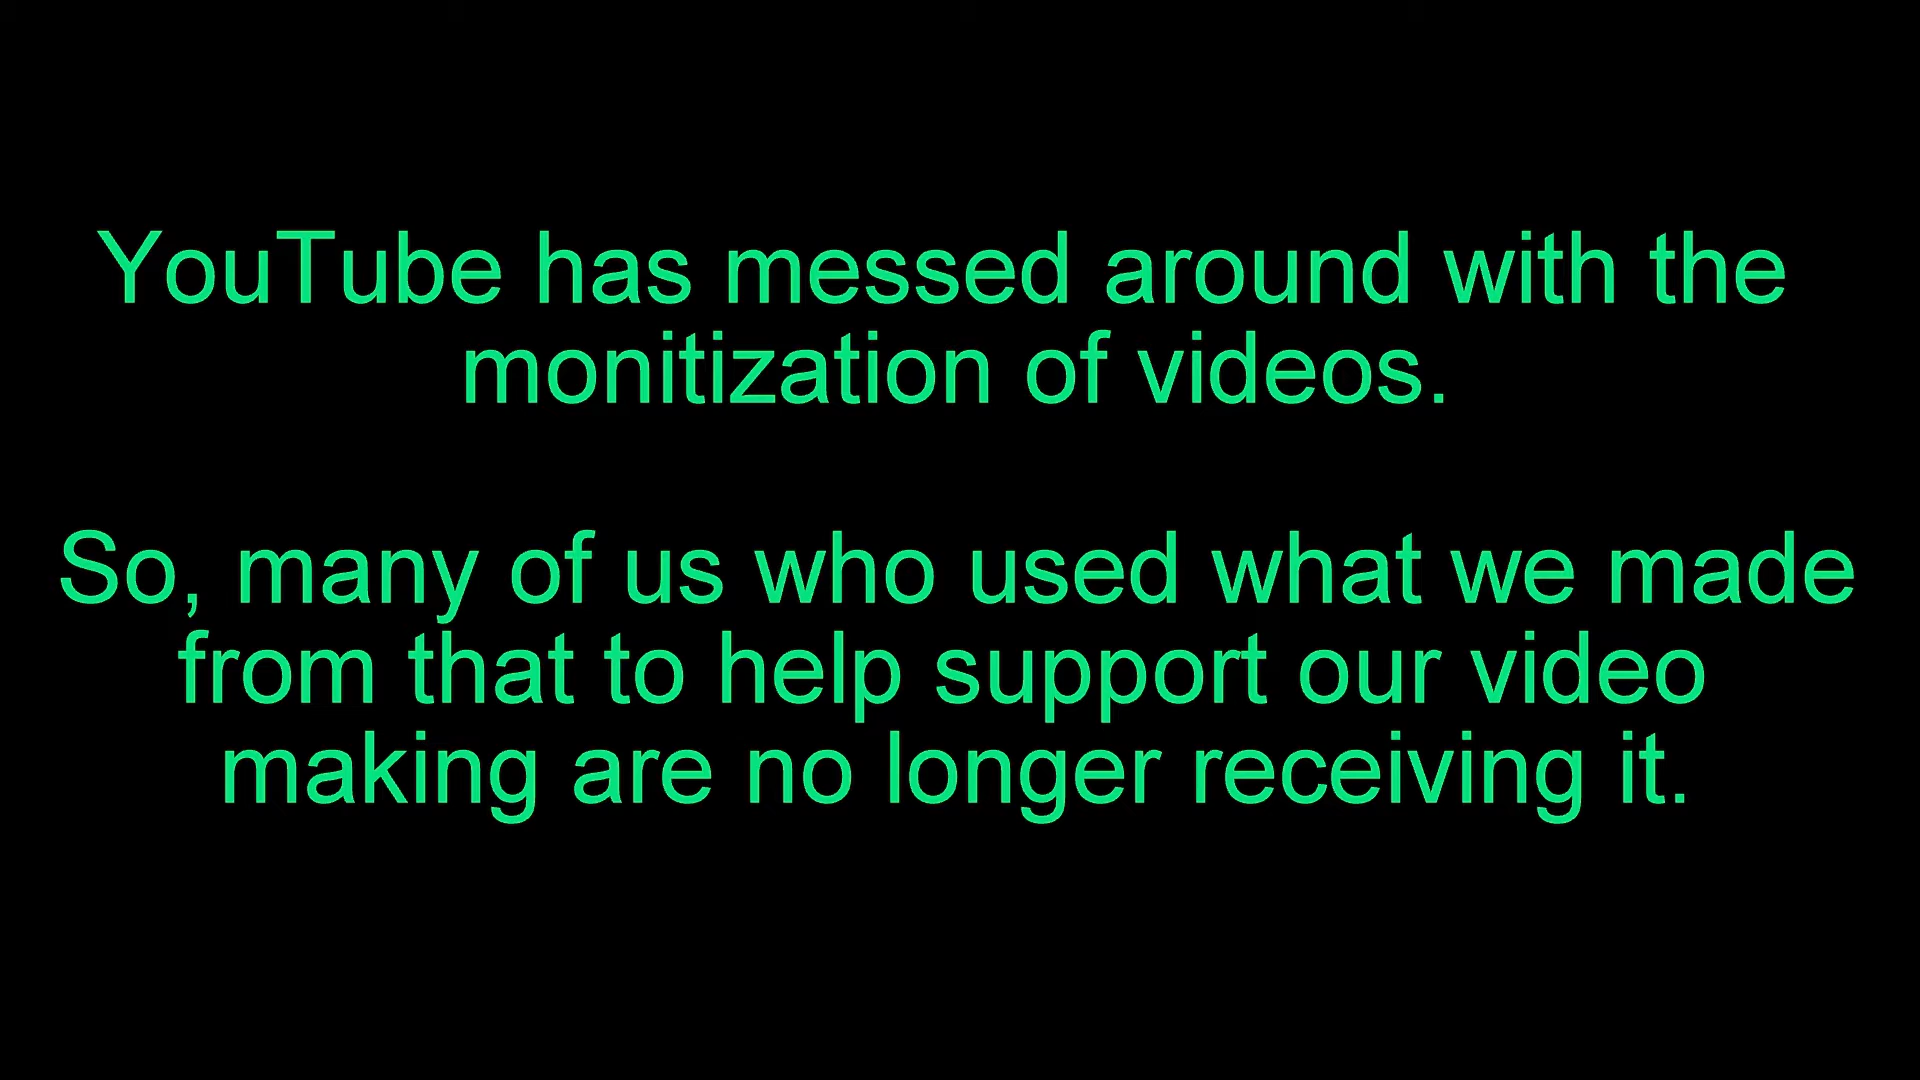 YouTube has messed around with the
monitization of videos.
So, many of us who used what we made
from that to help support our video
making are no longer receiving it.